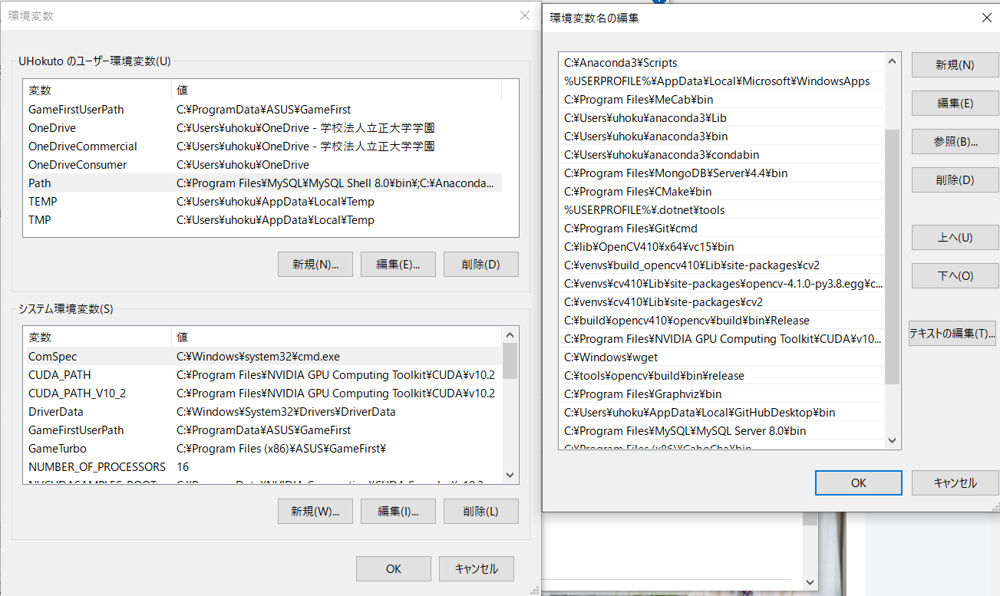 環境変数
UHokuto のユーザー環境変数(U)
変数 値
GameFirstUserPath C:¥ProgramData¥ASUS¥GameFirst
OneDrive C:¥Users¥uhoku¥OneDrive - 学校法人立正大学学園
OneDriveCommercial C:¥Users¥uhoku¥OneDrive - 学校法人立正大学学園
OneDriveConsumer C:¥Users¥uhoku¥OneDrive
Path C:¥Program Files¥MySQL¥MySQL Shell 8.0¥bin¥;C:¥Anaconda...
TEMP C:¥Users¥uhoku¥AppData¥Local¥Temp
TMP C:¥Users¥uhoku¥AppData¥Local¥Temp
新規(N)... 編集(E)... 削除(D)
システム環境変数(S)
変数 値
ComSpec C:¥Windows¥system32¥cmd.exe
CUDA_PATH C:¥Program Files¥NVIDIA GPU Computing Toolkit¥CUDA¥v10.2
CUDA_PATH_V10_2 C:¥Program Files¥NVIDIA GPU Computing Toolkit¥CUDA¥v10.2
DriverData C:¥Windows¥System32¥Drivers¥DriverData
GameFirstUserPath C:¥ProgramData¥ASUS¥GameFirst
GameTurbo C:¥Program Files (x86)¥ASUS¥GameFirst¥
NUMBER_OF_PROCESSORS 16
新規(W)... 編集(I)... 削除(L)
OK キャンセル
環境変数名の編集
C:¥Anaconda3¥Scripts
%USERPROFILE%¥AppData¥Local¥Microsoft¥WindowsApps
C:¥Program Files¥MeCab¥bin
C:¥Users¥uhoku¥anaconda3¥Lib
C:¥Users¥uhoku¥anaconda3¥bin
C:¥Users¥uhoku¥anaconda3¥condabin
C:¥Program Files¥MongoDB¥Server¥4.4¥bin
C:¥Program Files¥CMake¥bin
%USERPROFILE%¥.dotnet¥tools
C:¥Program Files¥Git¥cmd
C:¥lib¥OpenCV410¥x64¥vc15¥bin
C:¥venvs¥build_opencv410¥Lib¥site-packages¥cv2
C:¥venvs¥cv410¥Lib¥site-packages¥opencv-4.1.0-py3.8.egg¥c...
C:¥venvs¥cv410¥Lib¥site-packages¥cv2
C:¥build¥opencv410¥opencv¥build¥bin¥Release
C:¥Program Files¥NVIDIA GPU Computing Toolkit¥CUDA¥v10...
C:¥Windows¥wget
C:¥tools¥opencv¥build¥bin¥release
C:¥Program Files¥Graphviz¥bin
C:¥Users¥uhoku¥AppData¥Local¥GitHubDesktop¥bin
C:¥Program Files¥MySQL¥MySQL Server 8.0¥bin
C:¥Program Files (x86)¥CaboCha¥bin
新規(N)
編集(E)
参照(B)...
削除(D)
上へ(U)
下へ(O)
テキストの編集(T)...
OK キャンセル